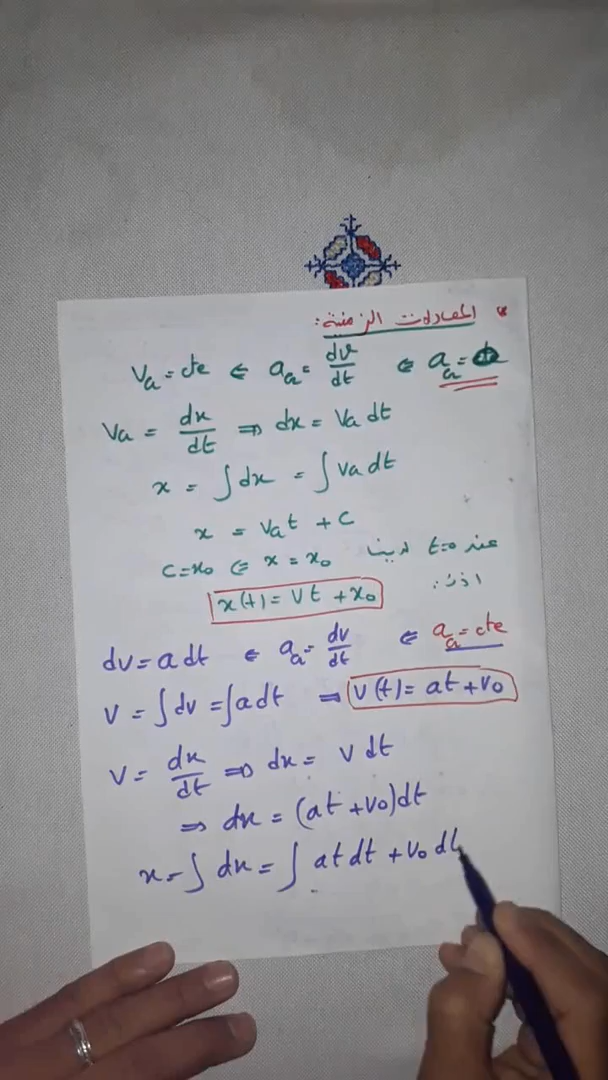 * المعادلات الزمنية:
Va = cte ⇐ aa = dv/dt ⇐ aa =
Va = dx/dt ⇒ dx = Va dt
x = ∫ dx = ∫ Va dt
x = Va t + C
عند t=0 لدينا x = x0 ⇒ C = x0
اذن:
x(t) = Vt + x0
aa = cte ⇒ aa = dv/dt ⇒ dv = a dt
V = ∫ dv = ∫ a dt ⇒ V(t) = at + V0
V = dx/dt ⇒ dx = V dt
⇒ dx = (at + V0) dt
x = ∫ dx = ∫ at dt + V0 dt